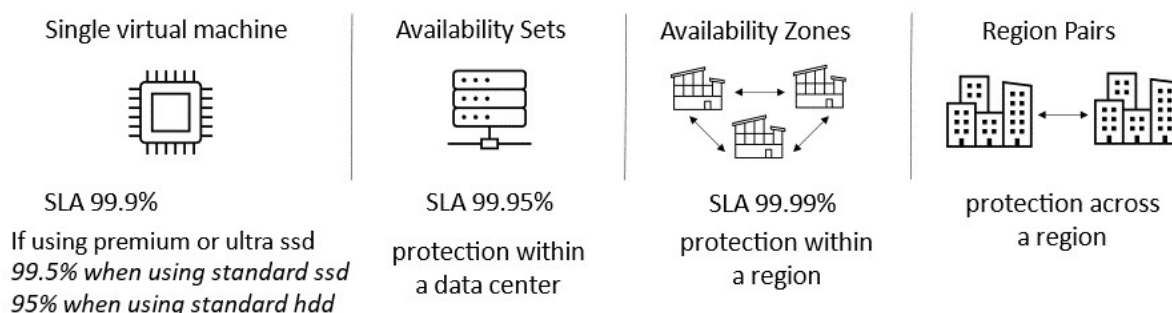 Single virtual machine
Availability Sets
Availability Zones
Region Pairs
SLA 99.9%
If using premium or ultra ssd
99.5% when using standard ssd
95% when using standard hdd
SLA 99.95%
protection within
a data center
SLA 99.99%
protection within
a region
protection across
a region